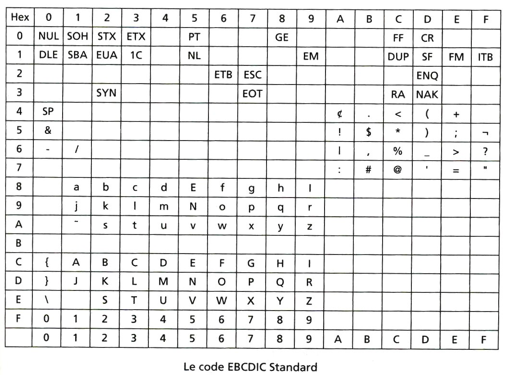 Hex 0 1 2 3 4 5 6 7 8 9 A B C D E F
0 NUL SOH STX ETX PT GE FF CR
1 DLE SBA EUA 1C NL EM DUP SF FM ITB
2 ETB ESC ENQ
3 SYN EOT RA NAK
4 SP ¢ . < ( +
5 & ! $ * ) ; ¬
6 - / | , % _ > ?
7 : # @ ' = "
8 a b c d E f g h I
9 j k l m N o p q r
A ¨ s t u v w x y z
B
C { A B C D E F G H I
D } J K L M N O P Q R
E \ S T U V W X Y Z
F 0 1 2 3 4 5 6 7 8 9
0 1 2 3 4 5 6 7 8 9 A B C D E F
Le code EBCDIC Standard